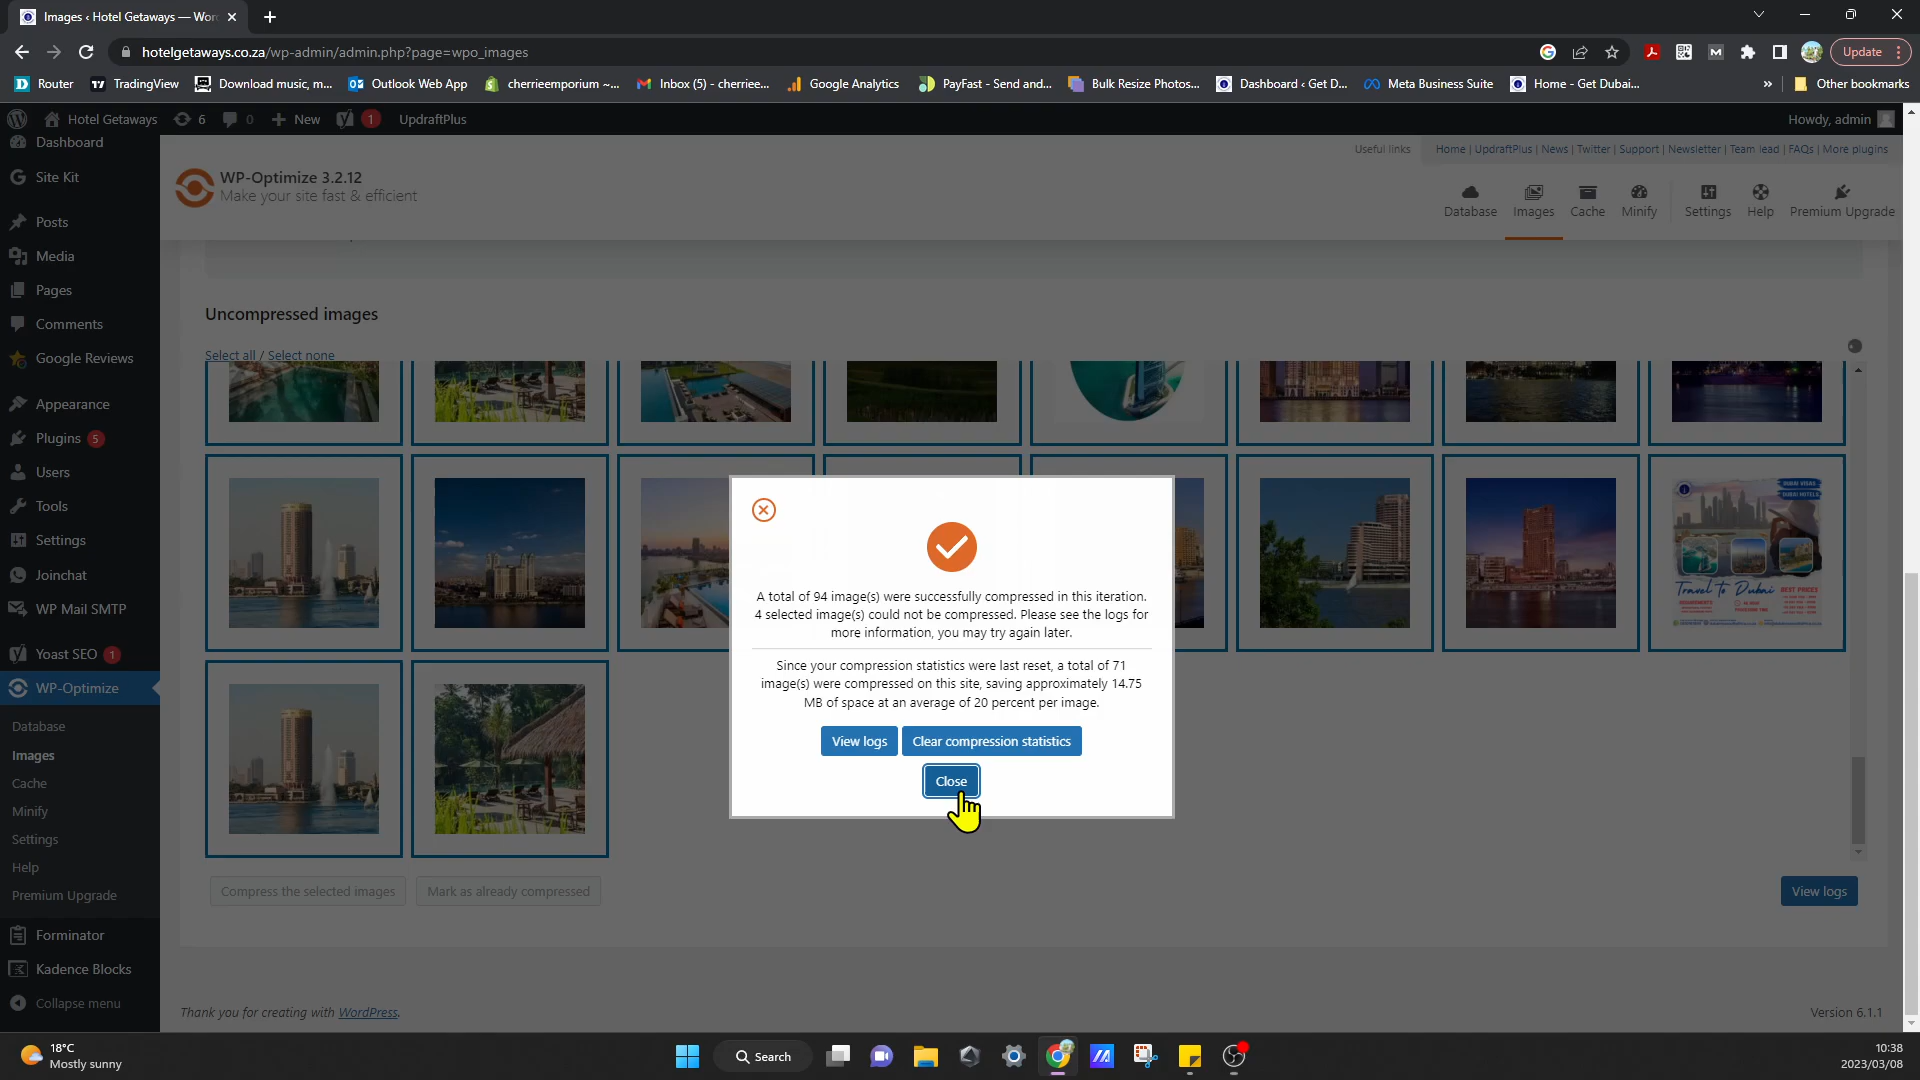 Images ‹ Hotel Getaways — Wor
hotelgetaways.co.za/wp-admin/admin.php?page=wpo_images
Update
Router
TradingView
Download music, m...
Outlook Web App
cherrieemporium ~...
Inbox (5) - cherriee...
Google Analytics
PayFast - Send and...
Bulk Resize Photos...
Dashboard ‹ Get D...
Meta Business Suite
Home - Get Dubai...
»
Other bookmarks
Hotel Getaways
6
0
New
1
UpdraftPlus
Howdy, admin
Dashboard
Site Kit
Posts
Media
Pages
Comments
Google Reviews
Appearance
Plugins 5
Users
Tools
Settings
Joinchat
WP Mail SMTP
Yoast SEO 1
WP-Optimize
Database
Images
Cache
Minify
Settings
Help
Premium Upgrade
Forminator
Kadence Blocks
Collapse menu
WP-Optimize 3.2.12
Make your site fast & efficient
Useful links
Home | UpdraftPlus | News | Twitter | Support | Newsletter | Team lead | FAQs | More plugins
Database
Images
Cache
Minify
Settings
Help
Premium Upgrade
Uncompressed images
Select all / Select none
DUBAI VISAS
DUBAI HOTELS
Travel to Dubai
BEST PRICES
A total of 94 image(s) were successfully compressed in this iteration.
4 selected image(s) could not be compressed. Please see the logs for
more information, you may try again later.
Since your compression statistics were last reset, a total of 71
image(s) were compressed on this site, saving approximately 14.75
MB of space at an average of 20 percent per image.
View logs
Clear compression statistics
Close
Compress the selected images
Mark as already compressed
View logs
Thank you for creating with WordPress.
Version 6.1.1
18°C
Mostly sunny
Search
10:38
2023/03/08